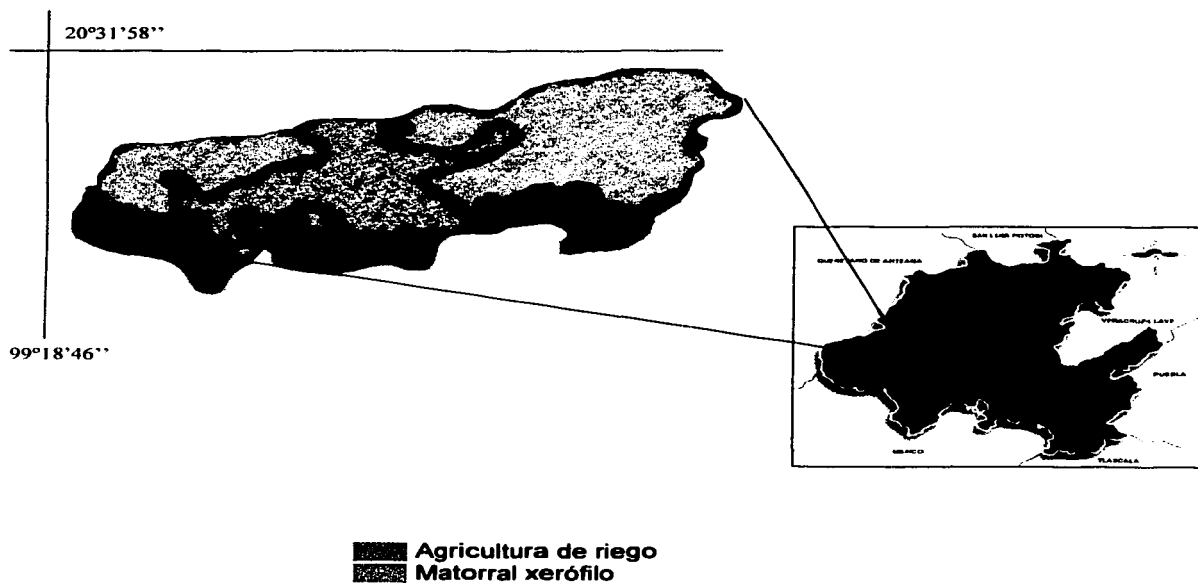 20°31'58''
99°18'46''
SAN LUIS POTOSI
QUERETARO DE ARTEAGA
VERACRUZ LLAVE
PUEBLA
MEXICO
TLAXCALA
Agricultura de riego
Matorral xerófilo